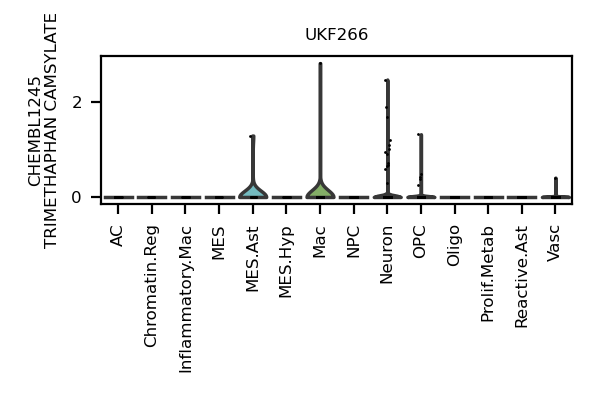 UKF266
CHEMBL1245
TRIMETHAPHAN CAMSYLATE
2
0
AC
Chromatin.Reg
Inflammatory.Mac
MES
MES.Ast
MES.Hyp
Mac
NPC
Neuron
OPC
Oligo
Prolif.Metab
Reactive.Ast
Vasc